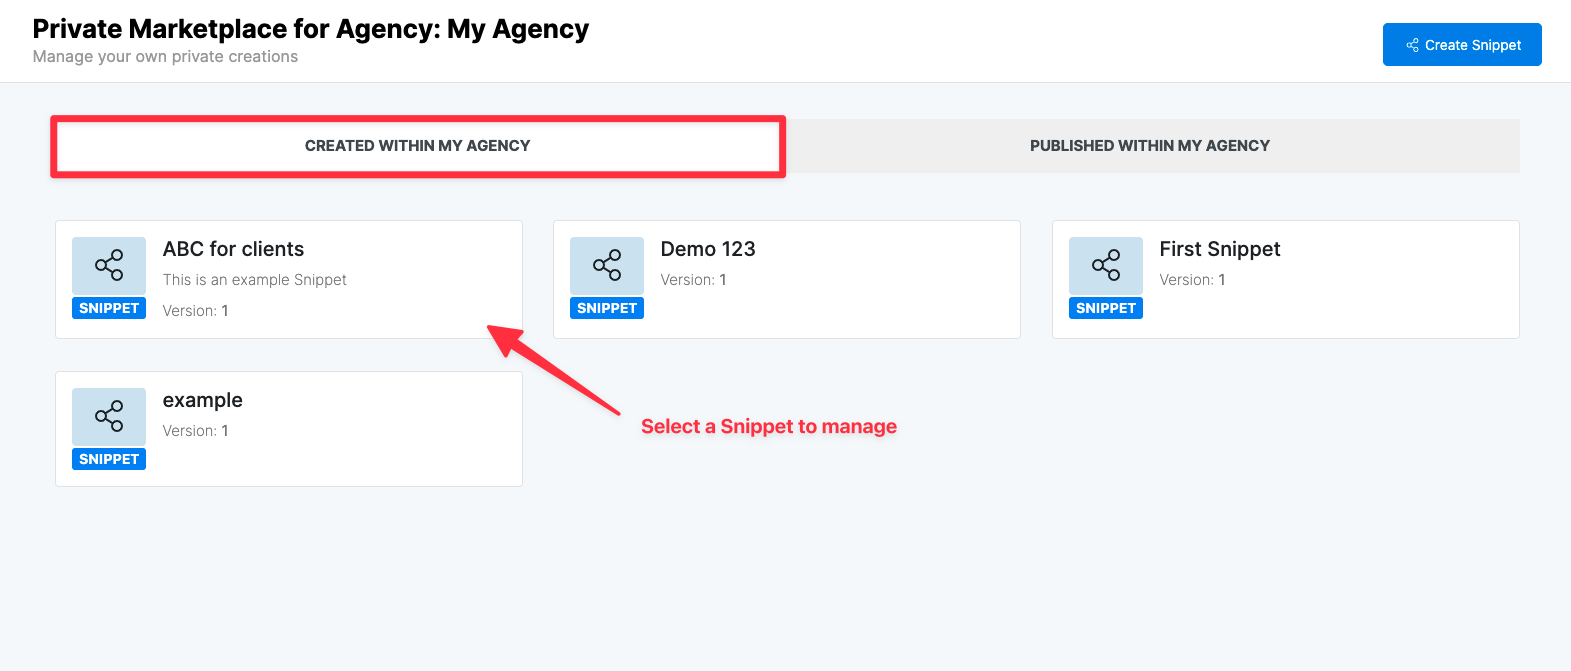 Private Marketplace for Agency: My Agency
Manage your own private creations
Create Snippet
CREATED WITHIN MY AGENCY
PUBLISHED WITHIN MY AGENCY
ABC for clients
This is an example Snippet
SNIPPET
Version: 1
Demo 123
Version: 1
SNIPPET
First Snippet
Version: 1
SNIPPET
example
Version: 1
SNIPPET
Select a Snippet to manage